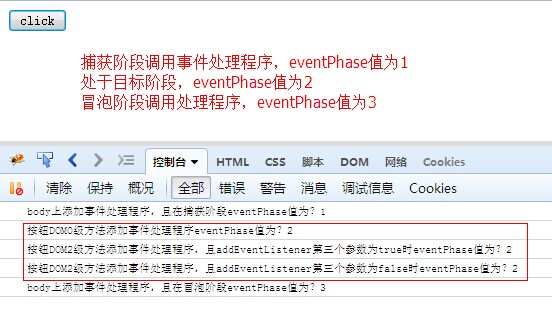 click
捕获阶段调用事件处理程序，eventPhase值为1
处于目标阶段，eventPhase值为2
冒泡阶段调用处理程序，eventPhase值为3
控制台 HTML CSS 脚本 DOM 网络 Cookies
清除 保持 概况 全部 错误 警告 消息 调试信息 Cookies
body上添加事件处理程序，且在捕获阶段eventPhase值为? 1
按钮DOM0级方法添加事件处理程序eventPhase值为? 2
按钮DOM2级方法添加事件处理程序，且addEventListener第三个参数为true时eventPhase值为? 2
按钮DOM2级方法添加事件处理程序，且addEventListener第三个参数为false时eventPhase值为? 2
body上添加事件处理程序，且在冒泡阶段eventPhase值为? 3